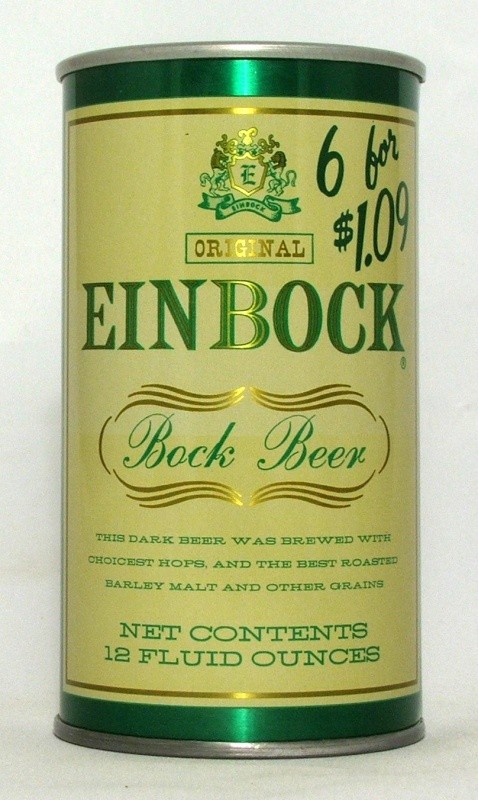 E
EINBOCK
6 for
$1.09
ORIGINAL
EINBOCK®
Bock Beer
THIS DARK BEER WAS BREWED WITH
CHOICEST HOPS, AND THE BEST ROASTED
BARLEY MALT AND OTHER GRAINS
NET CONTENTS
12 FLUID OUNCES